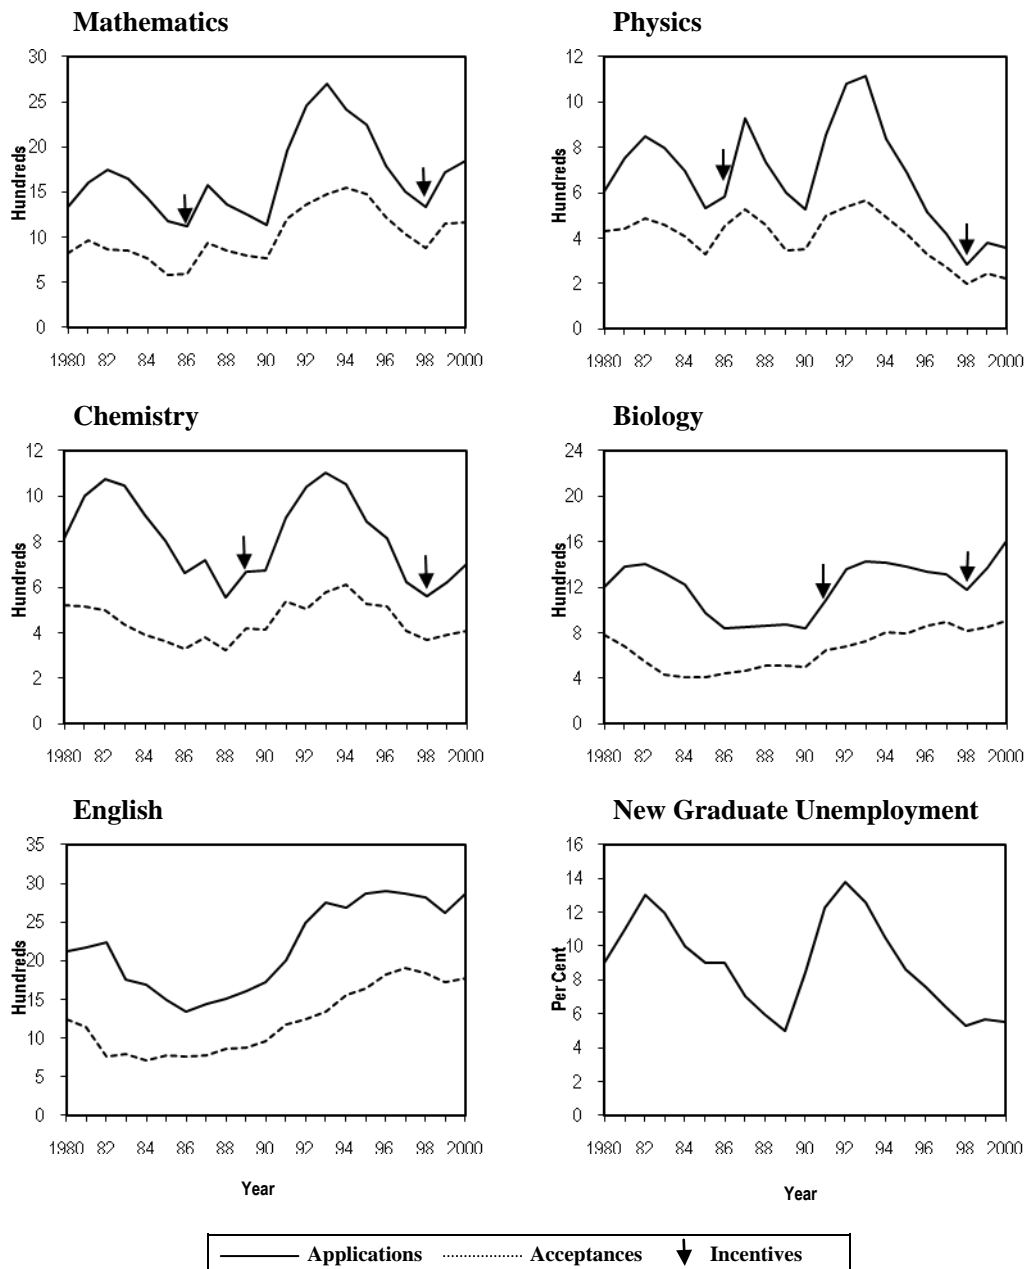 Mathematics
30
25
20
15
10
5
0
Hundreds
1980 82 84 86 88 90 92 94 96 98 2000
Physics
12
10
8
6
4
2
0
Hundreds
1980 82 84 86 88 90 92 94 96 98 2000
Chemistry
12
10
8
6
4
2
0
Hundreds
1980 82 84 86 88 90 92 94 96 98 2000
Biology
24
20
16
12
8
4
0
Hundreds
1980 82 84 86 88 90 92 94 96 98 2000
English
35
30
25
20
15
10
5
0
Hundreds
1980 82 84 86 88 90 92 94 96 98 2000
Year
New Graduate Unemployment
16
14
12
10
8
6
4
2
0
Per Cent
1980 82 84 86 88 90 92 94 96 98 2000
Year
Applications Acceptances Incentives